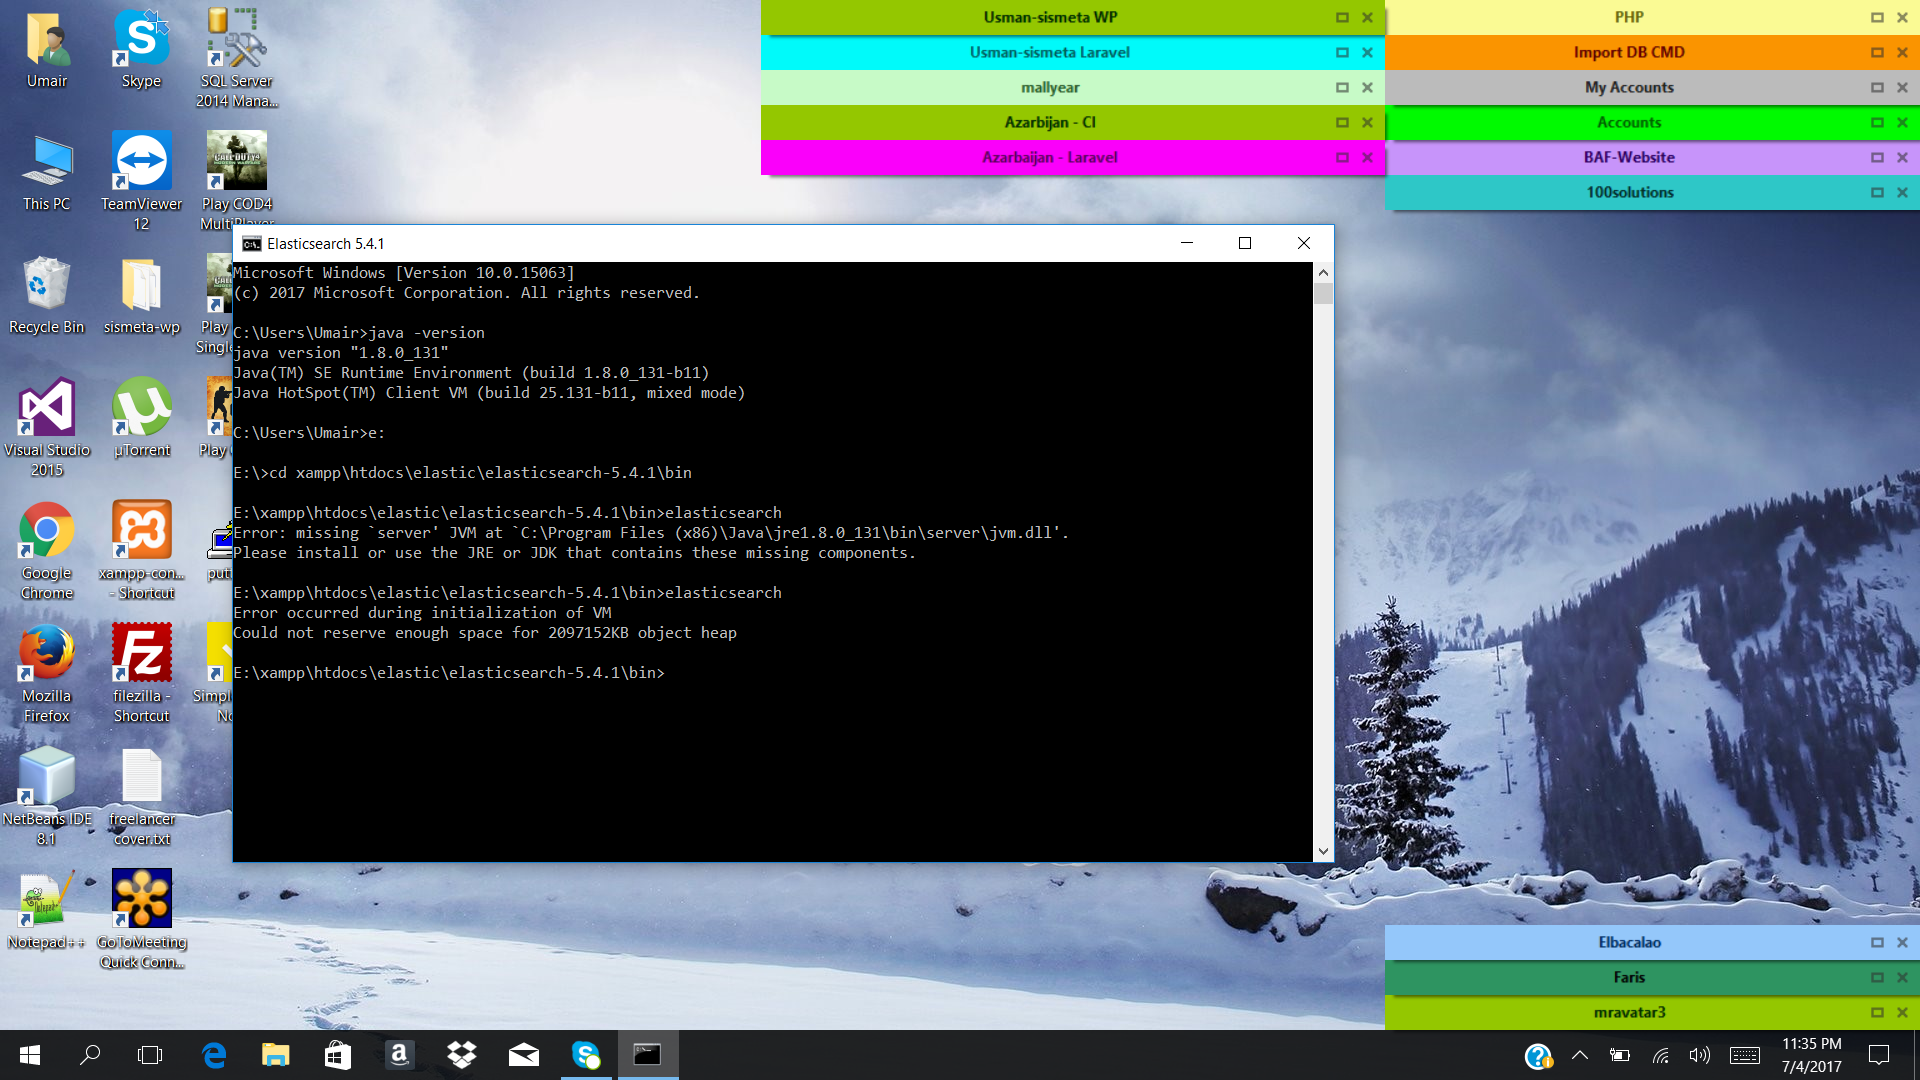 Umair
Skype
SQL Server
2014 Mana...
This PC
TeamViewer
12
Play COD4
MultiPlayer
Recycle Bin
sismeta-wp
Play
Single
Visual Studio
2015
µTorrent
Play
Google
Chrome
xampp-con...
- Shortcut
putt
Mozilla
Firefox
filezilla -
Shortcut
Simpl
No
NetBeans IDE
8.1
freelancer
cover.txt
Notepad++
GoToMeeting
Quick Conn...
Usman-sismeta WP
Usman-sismeta Laravel
mallyear
Azarbijan - CI
Azarbaijan - Laravel
PHP
Import DB CMD
My Accounts
Accounts
BAF-Website
100solutions
Elasticsearch 5.4.1
Microsoft Windows [Version 10.0.15063]
(c) 2017 Microsoft Corporation. All rights reserved.
C:\Users\Umair>java -version
java version "1.8.0_131"
Java(TM) SE Runtime Environment (build 1.8.0_131-b11)
Java HotSpot(TM) Client VM (build 25.131-b11, mixed mode)
C:\Users\Umair>e:
E:\>cd xampp\htdocs\elastic\elasticsearch-5.4.1\bin
E:\xampp\htdocs\elastic\elasticsearch-5.4.1\bin>elasticsearch
Error: missing `server' JVM at `C:\Program Files (x86)\Java\jre1.8.0_131\bin\server\jvm.dll'.
Please install or use the JRE or JDK that contains these missing components.
E:\xampp\htdocs\elastic\elasticsearch-5.4.1\bin>elasticsearch
Error occurred during initialization of VM
Could not reserve enough space for 2097152KB object heap
E:\xampp\htdocs\elastic\elasticsearch-5.4.1\bin>
Elbacalao
Faris
mravatar3
11:35 PM
7/4/2017